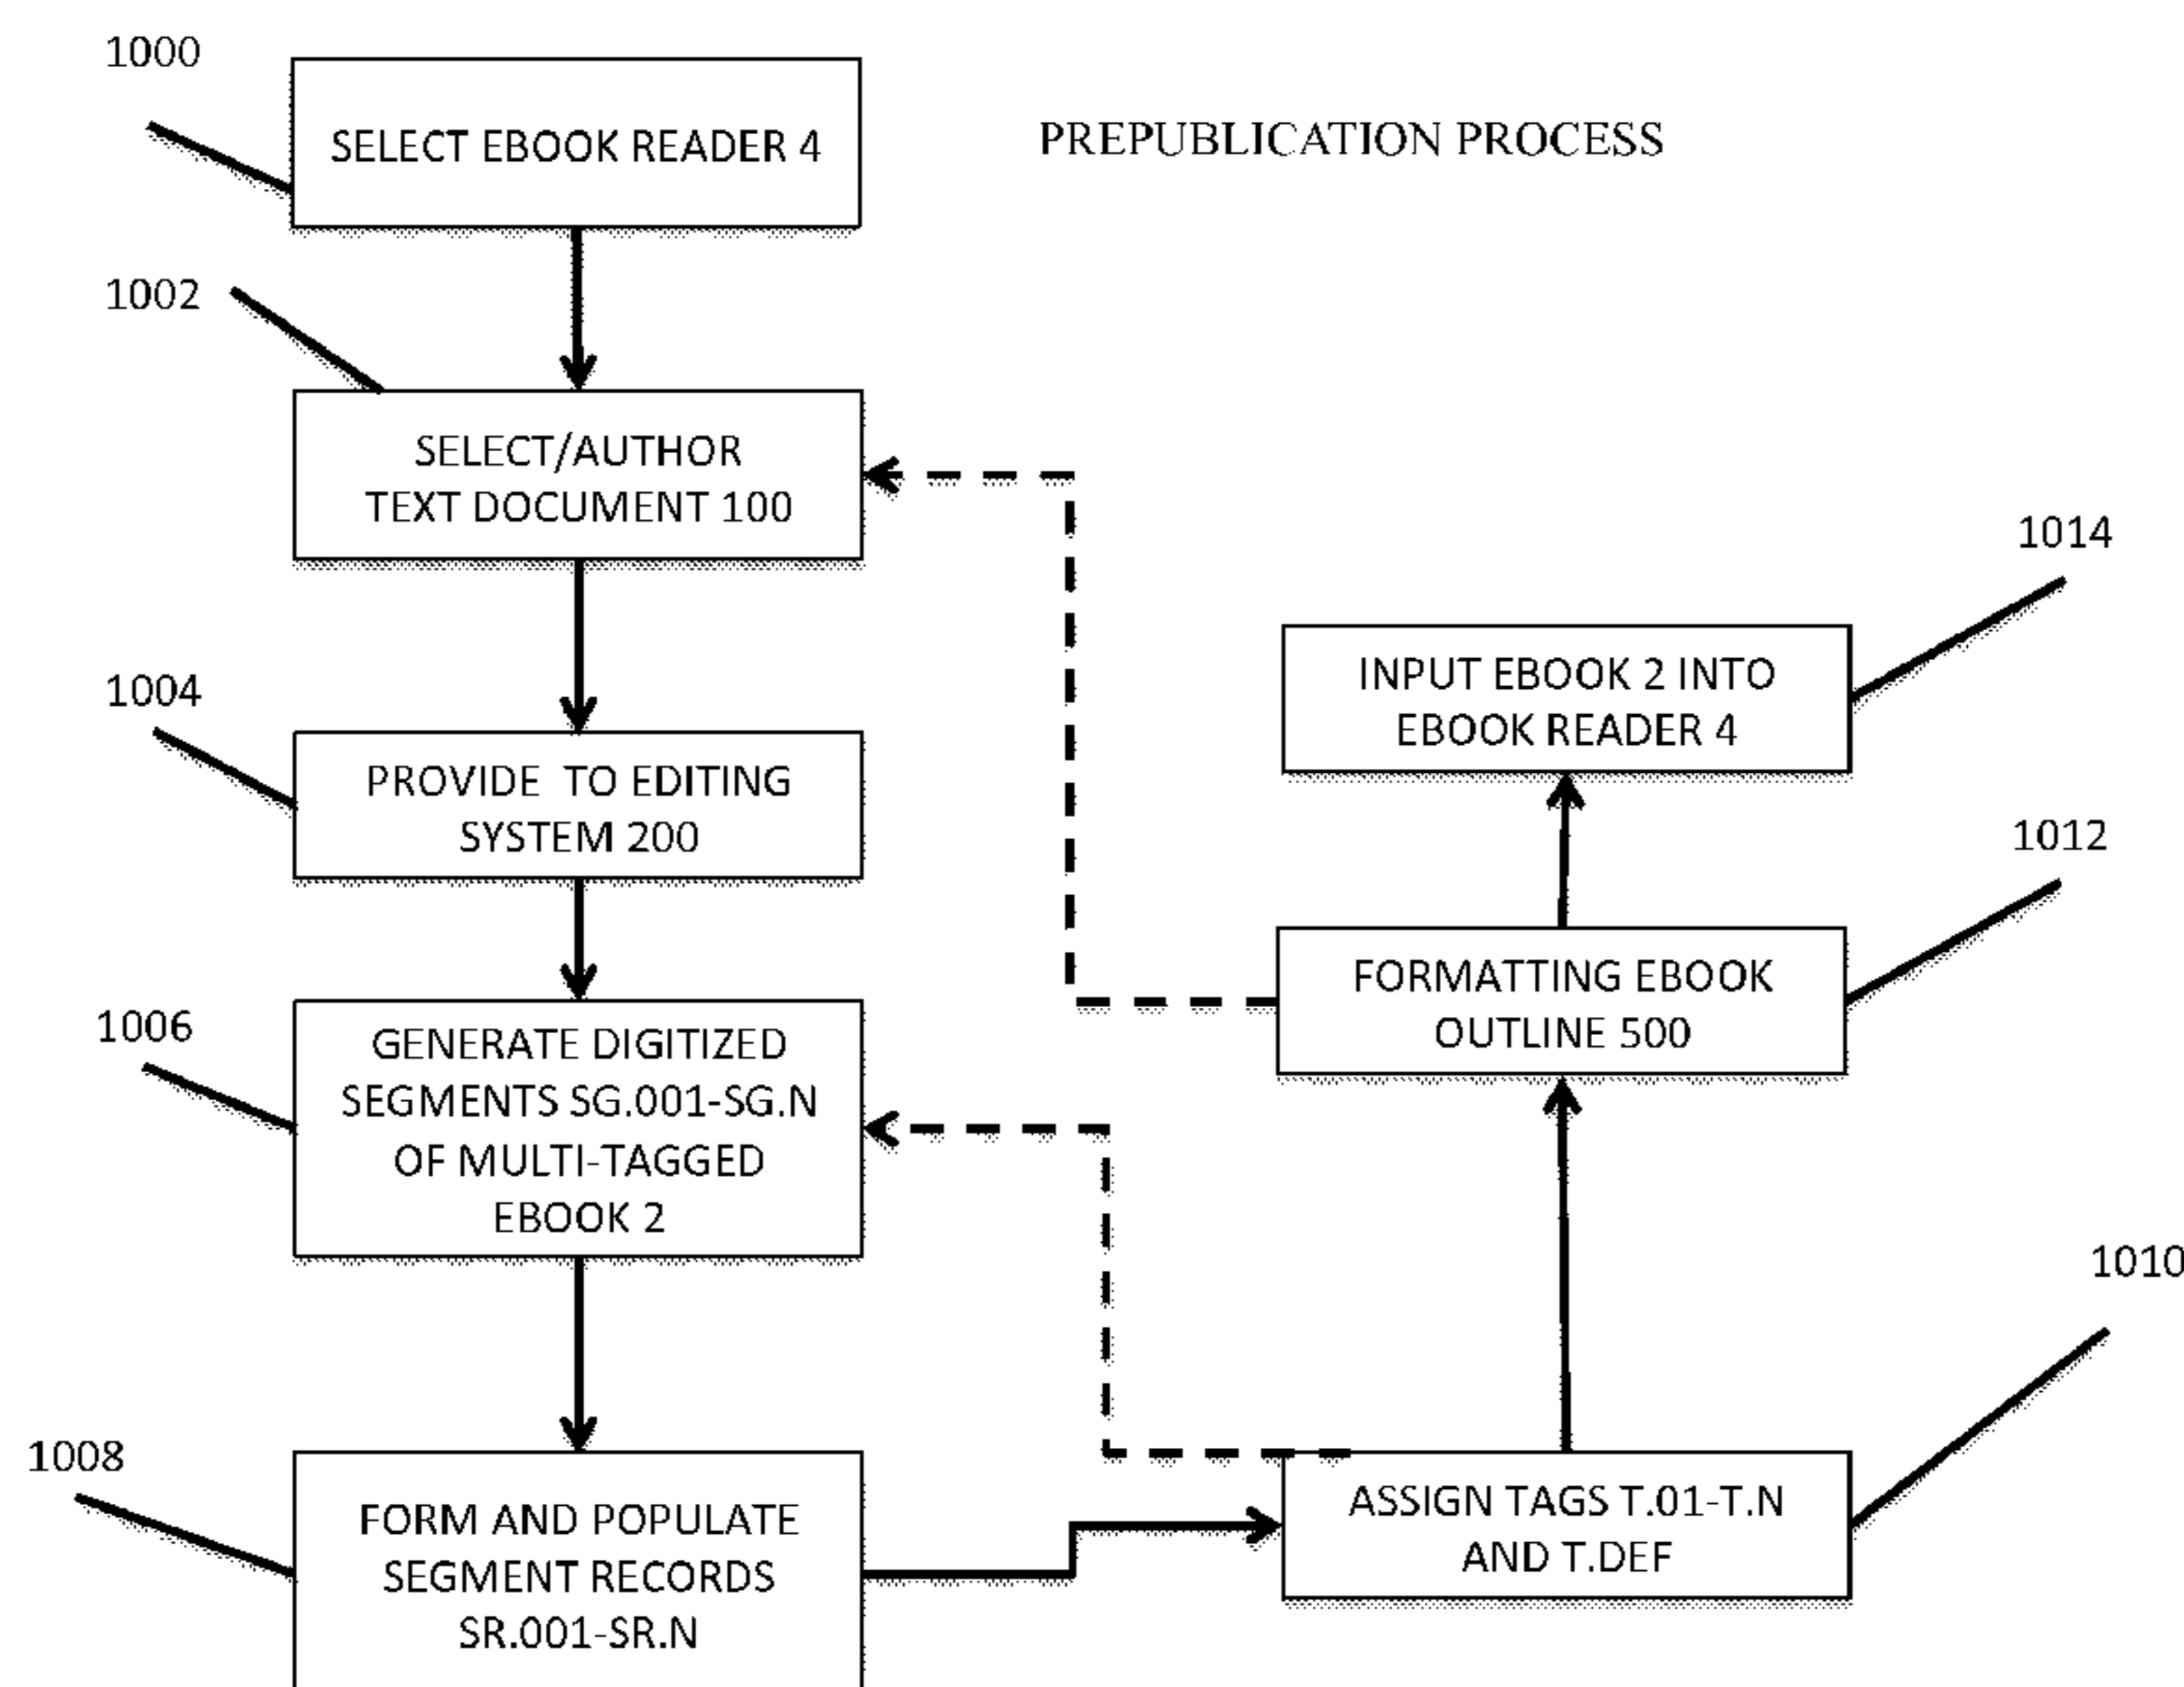 1000
SELECT EBOOK READER 4
PREPUBLICATION PROCESS
1002
SELECT/AUTHOR
TEXT DOCUMENT 100
1004
PROVIDE TO EDITING
SYSTEM 200
1006
GENERATE DIGITIZED
SEGMENTS SG.001-SG.N
OF MULTI-TAGGED
EBOOK 2
1008
FORM AND POPULATE
SEGMENT RECORDS
SR.001-SR.N
1014
INPUT EBOOK 2 INTO
EBOOK READER 4
1012
FORMATTING EBOOK
OUTLINE 500
1010
ASSIGN TAGS T.01-T.N
AND T.DEF